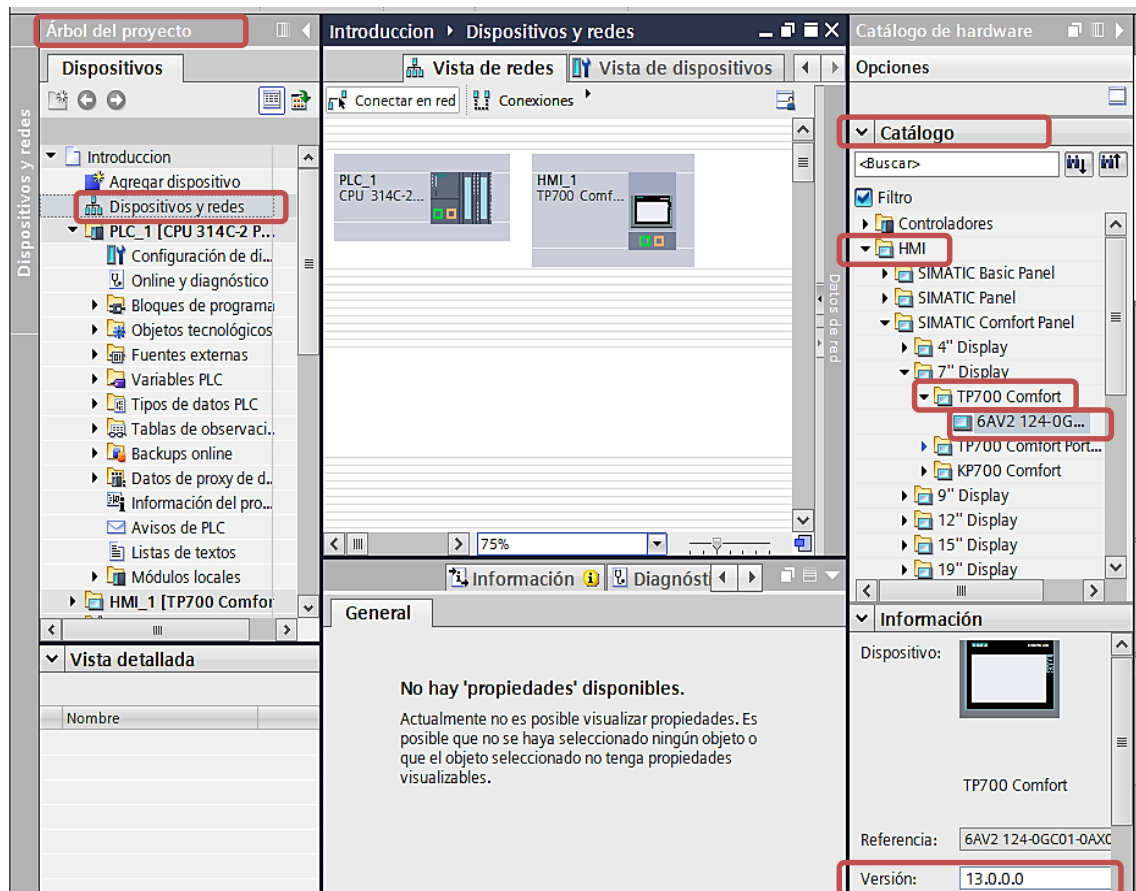 Árbol del proyecto
Dispositivos
Dispositivos y redes
Introduccion
Agregar dispositivo
Dispositivos y redes
PLC_1 [CPU 314C-2 P...
Configuración de di...
Online y diagnóstico
Bloques de programa
Objetos tecnológicos
Fuentes externas
Variables PLC
Tipos de datos PLC
Tablas de observaci..
Backups online
Datos de proxy de d..
Información del pro...
Avisos de PLC
Listas de textos
Módulos locales
HMI_1 [TP700 Comfor
Vista detallada
Nombre
Introduccion Dispositivos y redes
Vista de redes Vista de dispositivos
Conectar en red Conexiones
PLC_1
CPU 314C-2...
HMI_1
TP700 Comf...
75%
Datos de red
Información Diagnósti
General
No hay 'propiedades' disponibles.
Actualmente no es posible visualizar propiedades. Es
posible que no se haya seleccionado ningún objeto o
que el objeto seleccionado no tenga propiedades
visualizables.
Catálogo de hardware
Opciones
Catálogo
<Buscar>
Filtro
Controladores
HMI
SIMATIC Basic Panel
SIMATIC Panel
SIMATIC Comfort Panel
4" Display
7" Display
TP700 Comfort
6AV2 124-0G...
TP700 Comfort Port...
KP700 Comfort
9" Display
12" Display
15" Display
19" Display
Información
Dispositivo:
TP700 Comfort
Referencia: 6AV2 124-0GC01-0AX0
Versión: 13.0.0.0